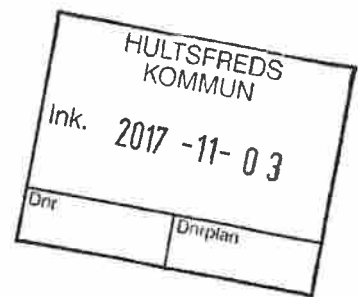 HULTSFREDS
KOMMUN
Ink. 2017 -11- 03
Dnr Dnrplan